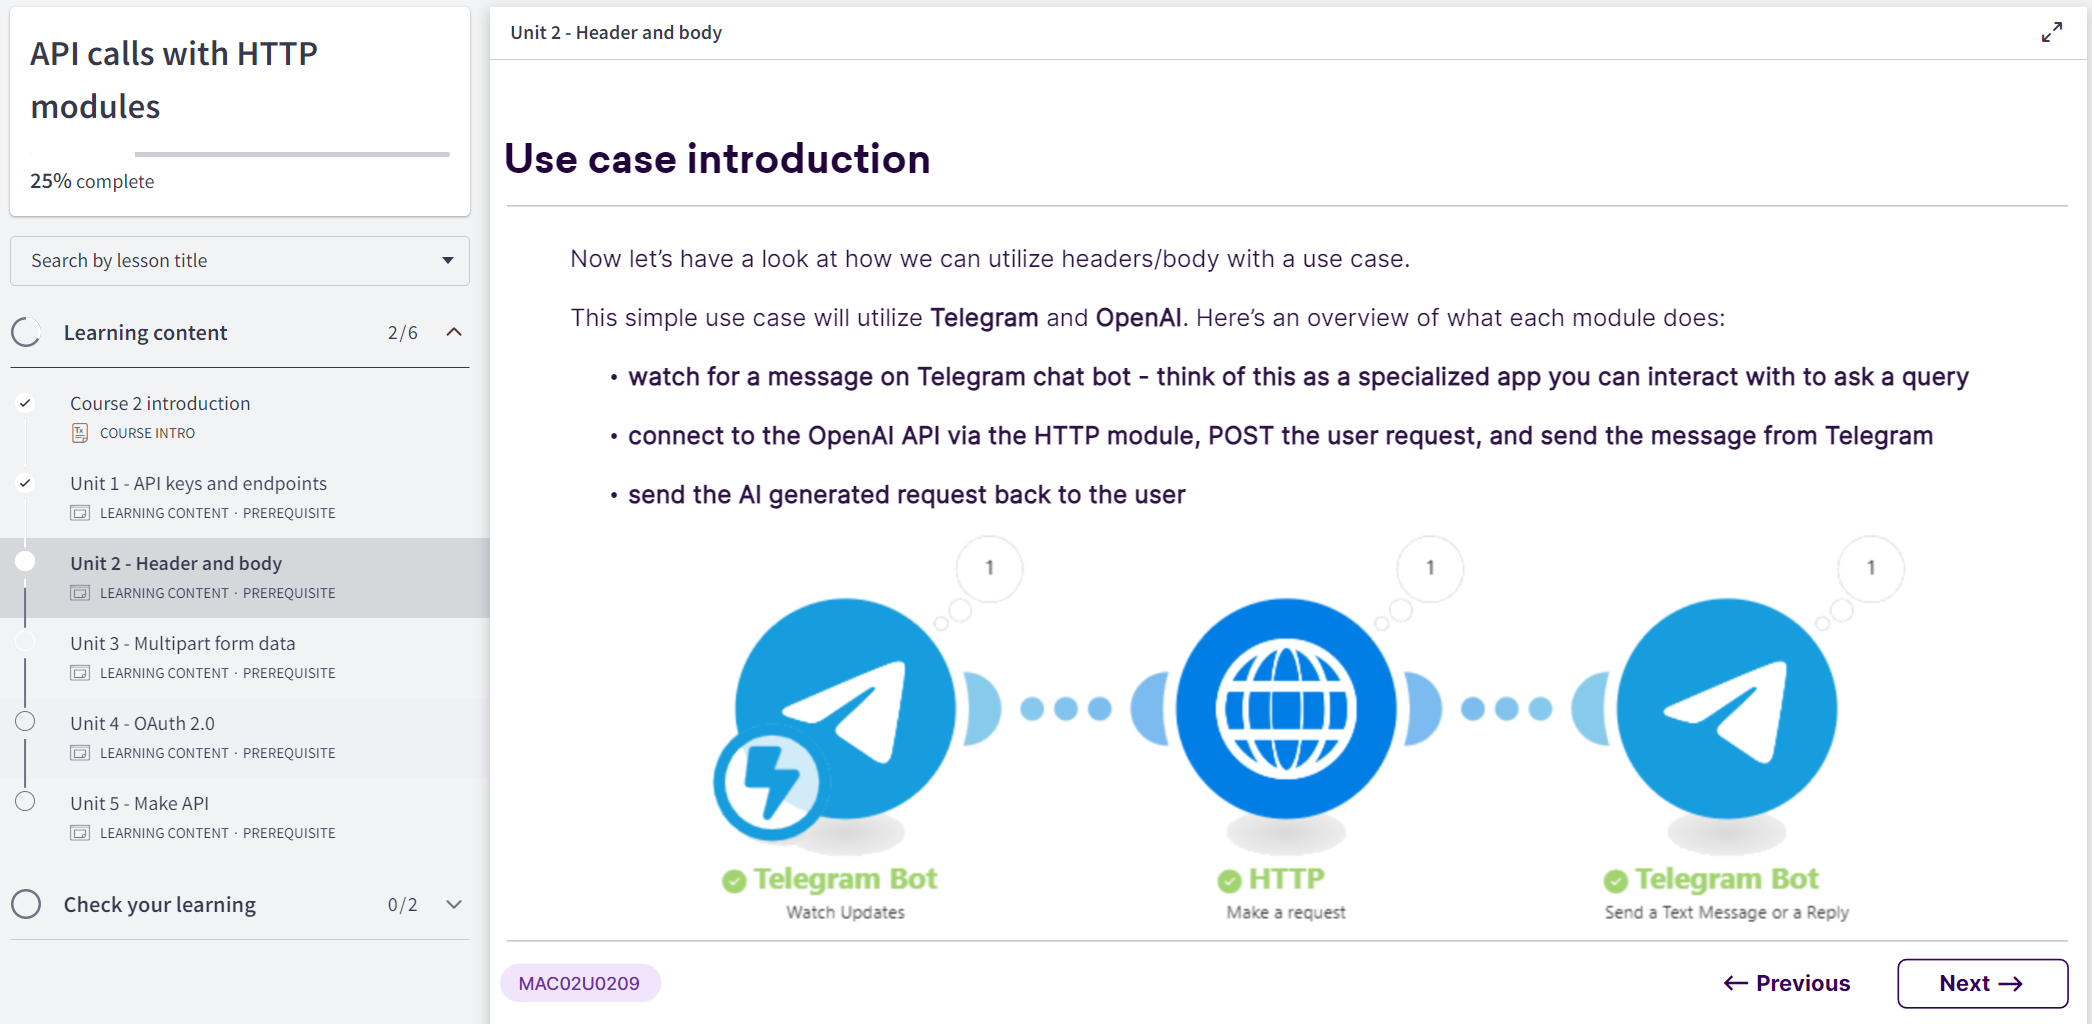 API calls with HTTP
modules
25% complete
Search by lesson title
Learning content 2/6
Course 2 introduction
COURSE INTRO
Unit 1 - API keys and endpoints
LEARNING CONTENT · PREREQUISITE
Unit 2 - Header and body
LEARNING CONTENT · PREREQUISITE
Unit 3 - Multipart form data
LEARNING CONTENT · PREREQUISITE
Unit 4 - OAuth 2.0
LEARNING CONTENT · PREREQUISITE
Unit 5 - Make API
LEARNING CONTENT · PREREQUISITE
Check your learning 0/2
Unit 2 - Header and body
Use case introduction
Now let’s have a look at how we can utilize headers/body with a use case.
This simple use case will utilize Telegram and OpenAI. Here’s an overview of what each module does:
• watch for a message on Telegram chat bot - think of this as a specialized app you can interact with to ask a query
• connect to the OpenAI API via the HTTP module, POST the user request, and send the message from Telegram
• send the AI generated request back to the user
1 1 1
Telegram Bot HTTP Telegram Bot
Watch Updates Make a request Send a Text Message or a Reply
MAC02U0209
← Previous Next →